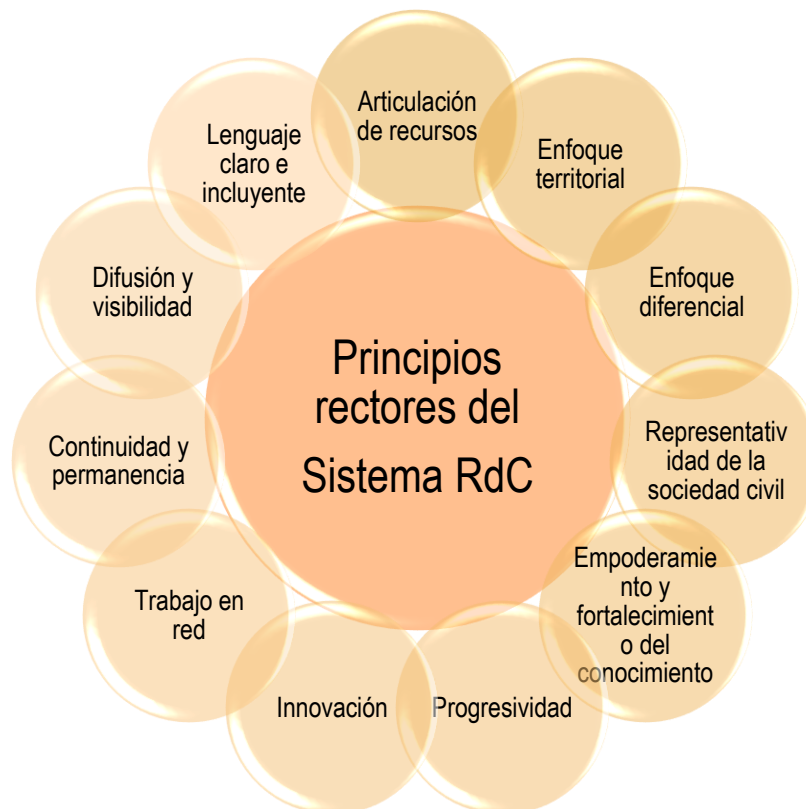 Principios
rectores del
Sistema RdC
Articulación
de recursos
Enfoque
territorial
Enfoque
diferencial
Representativ
idad de la
sociedad civil
Empoderamie
nto y
fortalecimient
o del
conocimiento
Progresividad
Innovación
Trabajo en
red
Continuidad y
permanencia
Difusión y
visibilidad
Lenguaje
claro e
incluyente